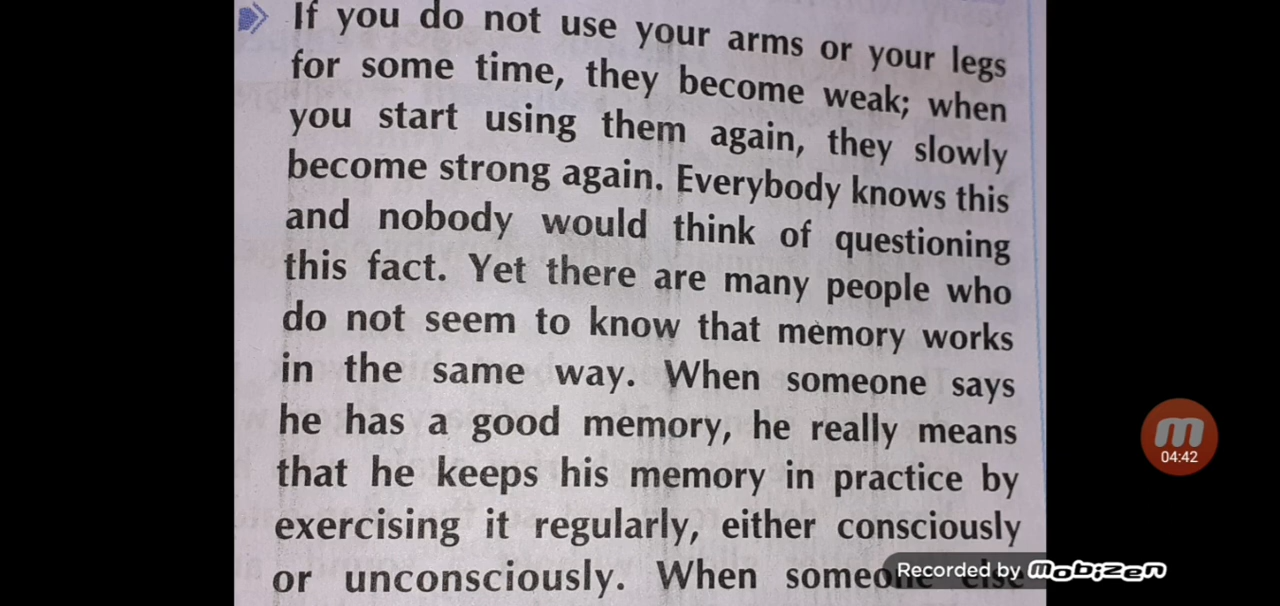 If you do not use your arms or your legs
for some time, they become weak; when
you start using them again, they slowly
become strong again. Everybody knows this
and nobody would think of questioning
this fact. Yet there are many people who
do not seem to know that memory works
in the same way. When someone says
he has a good memory, he really means
that he keeps his memory in practice by
exercising it regularly, either consciously
or unconsciously. When someone else
Recorded by mobizen
04:42